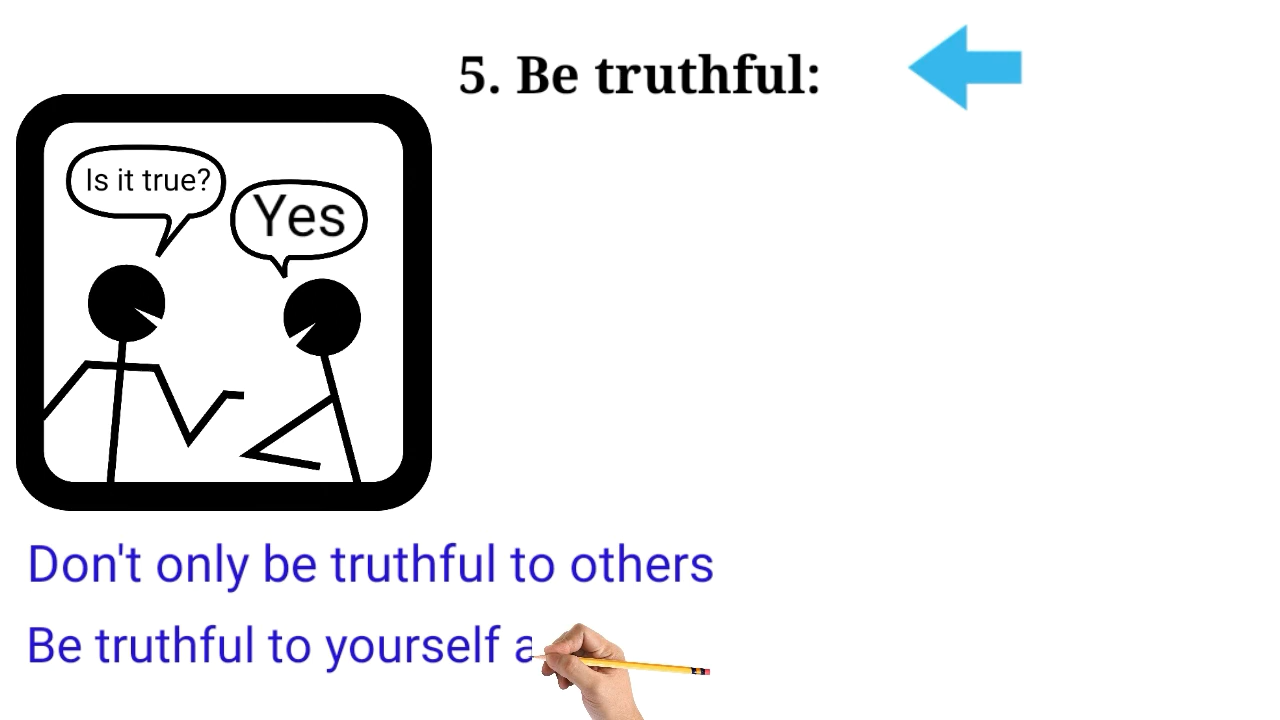 5. Be truthful:
Is it true?
Yes
Don't only be truthful to others
Be truthful to yourself a